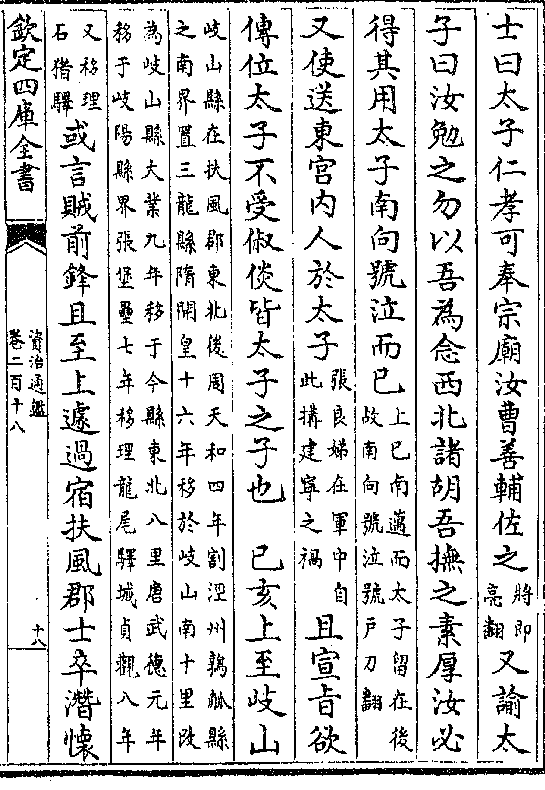 士曰太子仁孝可奉宗廟汝曹善輔佐之將即亮翻又諭太
子曰汝勉之勿以吾為念西北諸胡吾撫之素厚汝必
得其用太子南向號泣而已上已南邁而太子留在後故南向號泣號戶刀翻
又使送東宮內人於太子張良娣在軍中自此搆建寧之禍且宣旨欲
傳位太子不受俶倓皆太子之子也 己亥上至岐山
岐山縣在扶風郡東北後周天和四年割涇州鶉觚縣
之南界置三龍縣隋開皇十六年移於岐山南十里改
為岐山縣大業九年移于今縣東北八里唐武德元年
移于岐陽縣界張堡壘七年移理龍尾驛城貞觀八年
又移理石猪驛或言賊前鋒且至上遽過宿扶風郡士卒潛懷
欽定四庫全書
資治通鑑
卷二百十八
十八